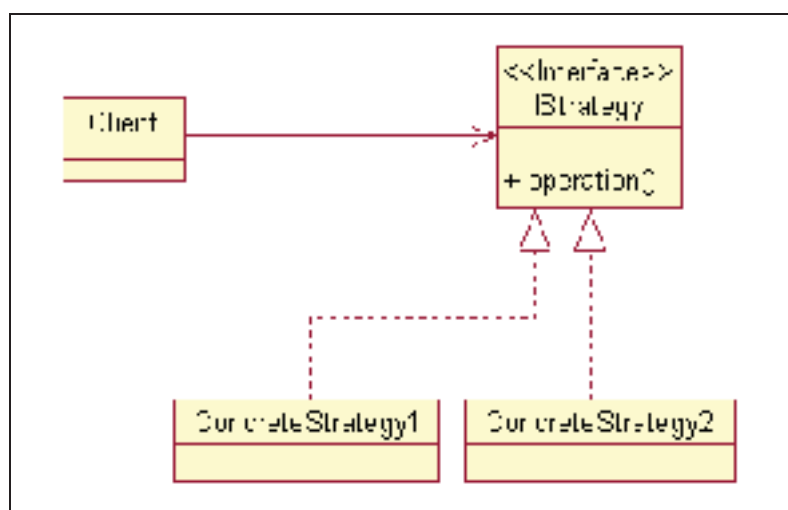 Client
<<Interface>>
IStrategy
+ operation()
ConcreteStrategy1
ConcreteStrategy2